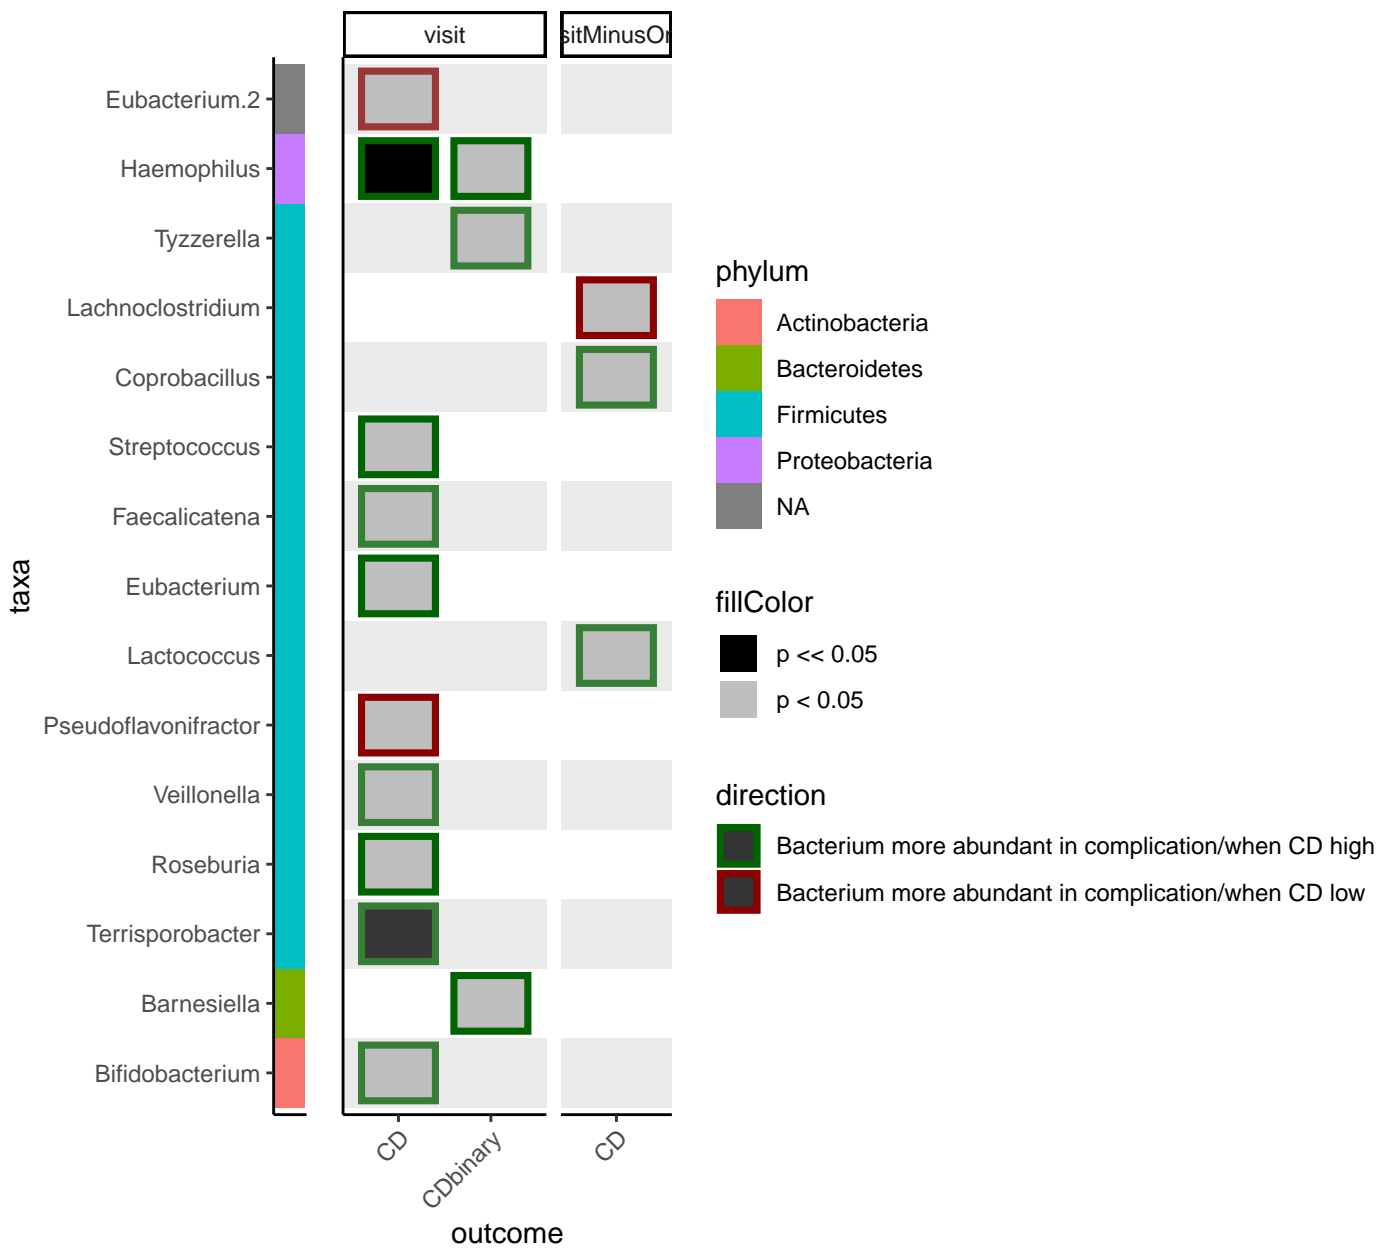 visit
sitMinusOn
Eubacterium.2
Haemophilus
Tyzzerella
Lachnoclostridium
Coprobacillus
Streptococcus
Faecalicatena
Eubacterium
Lactococcus
Pseudoflavonifractor
Veillonella
Roseburia
Terrisporobacter
Barnesiella
Bifidobacterium
taxa
CD
CDbinary
CD
outcome
phylum
Actinobacteria
Bacteroidetes
Firmicutes
Proteobacteria
NA
fillColor
p << 0.05
p < 0.05
direction
Bacterium more abundant in complication/when CD high
Bacterium more abundant in complication/when CD low